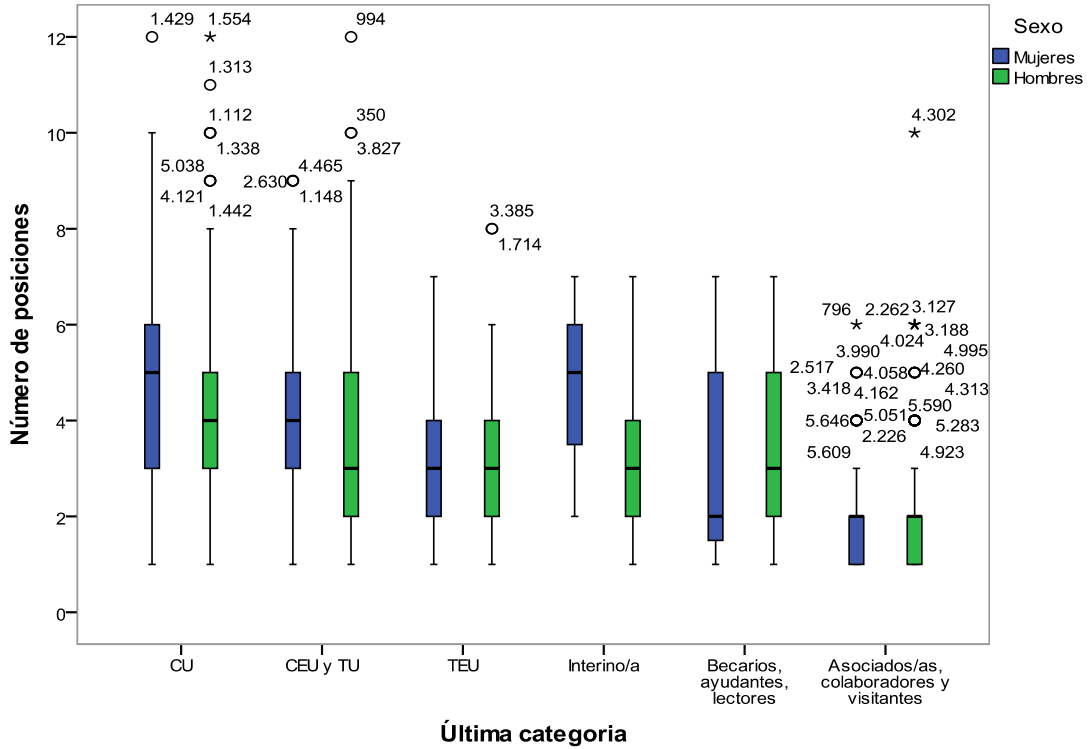 Sexo
Mujeres
Hombres
Número de posiciones
12
10
8
6
4
2
0
1.429
1.554
994
1.313
1.112
350
4.302
1.338
3.827
5.038
4.465
2.630
4.121
1.148
1.442
3.385
1.714
796
2.262
3.127
3.188
4.024
3.990
4.995
2.517
4.058
4.260
3.418
4.162
4.313
5.646
5.051
5.590
5.283
2.226
5.609
4.923
CU
CEU y TU
TEU
Interino/a
Becarios,
ayudantes,
lectores
Asociados/as,
colaboradores y
visitantes
Última categoria